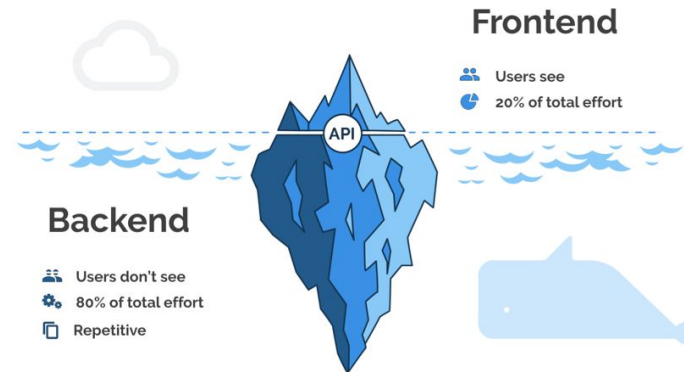 Frontend
Users see
20% of total effort
API
Backend
Users don't see
80% of total effort
Repetitive